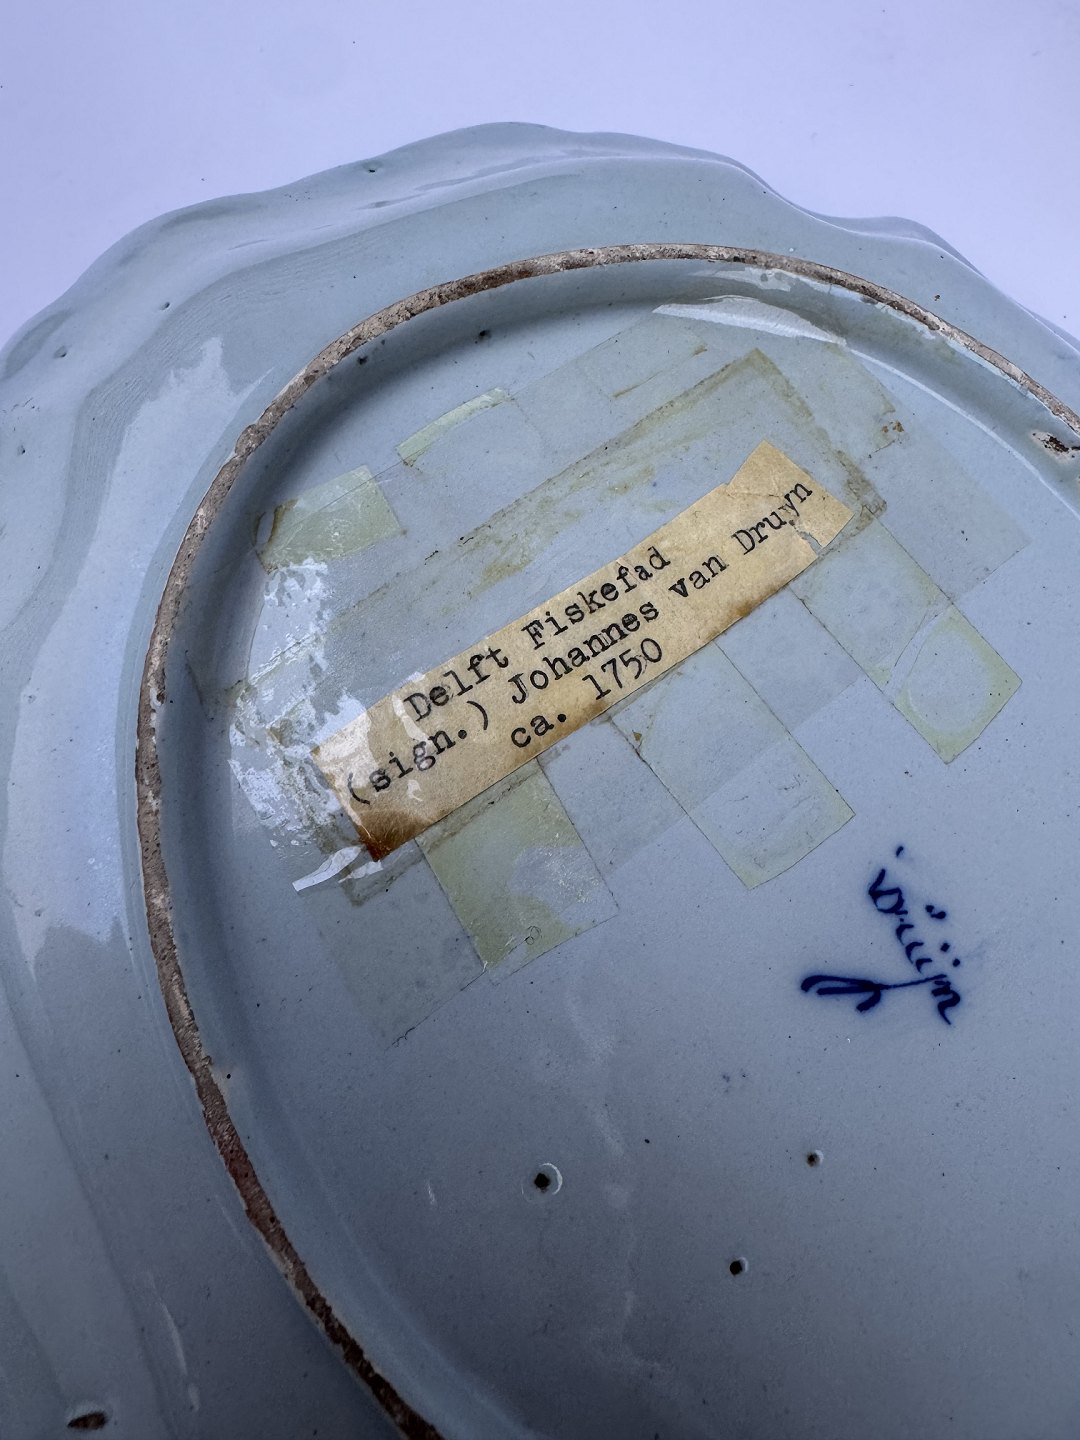 Delft Fiskefad
(sign.) Johannes van Druyn
ca. 1750